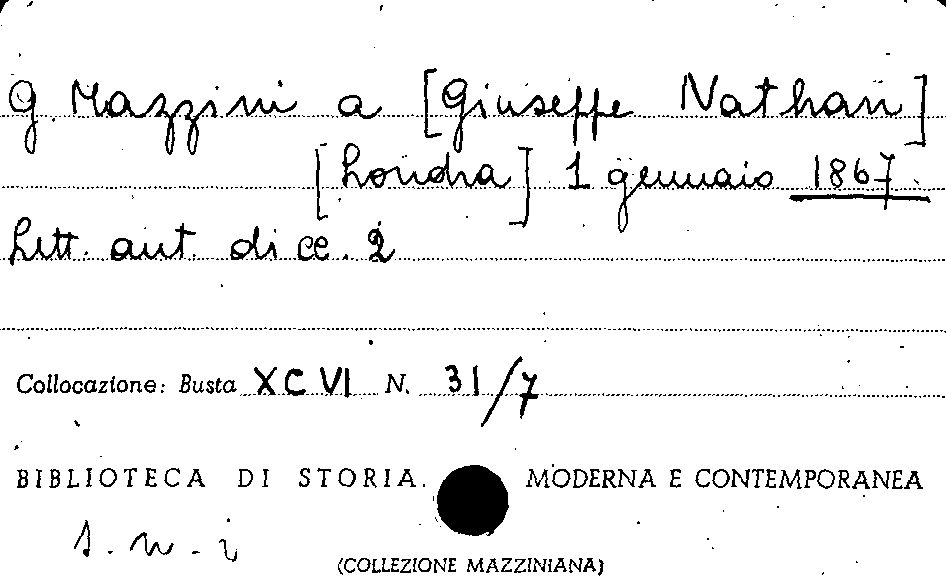 G. Mazzini a [Giuseppe Nathan]
[Londra] 1 gennaio 1867.
Lett. aut. di cc. 2
Collocazione: Busta XCVI N. 31/7
BIBLIOTECA DI STORIA MODERNA E CONTEMPORANEA
s. n. i
(COLLEZIONE MAZZINIANA)